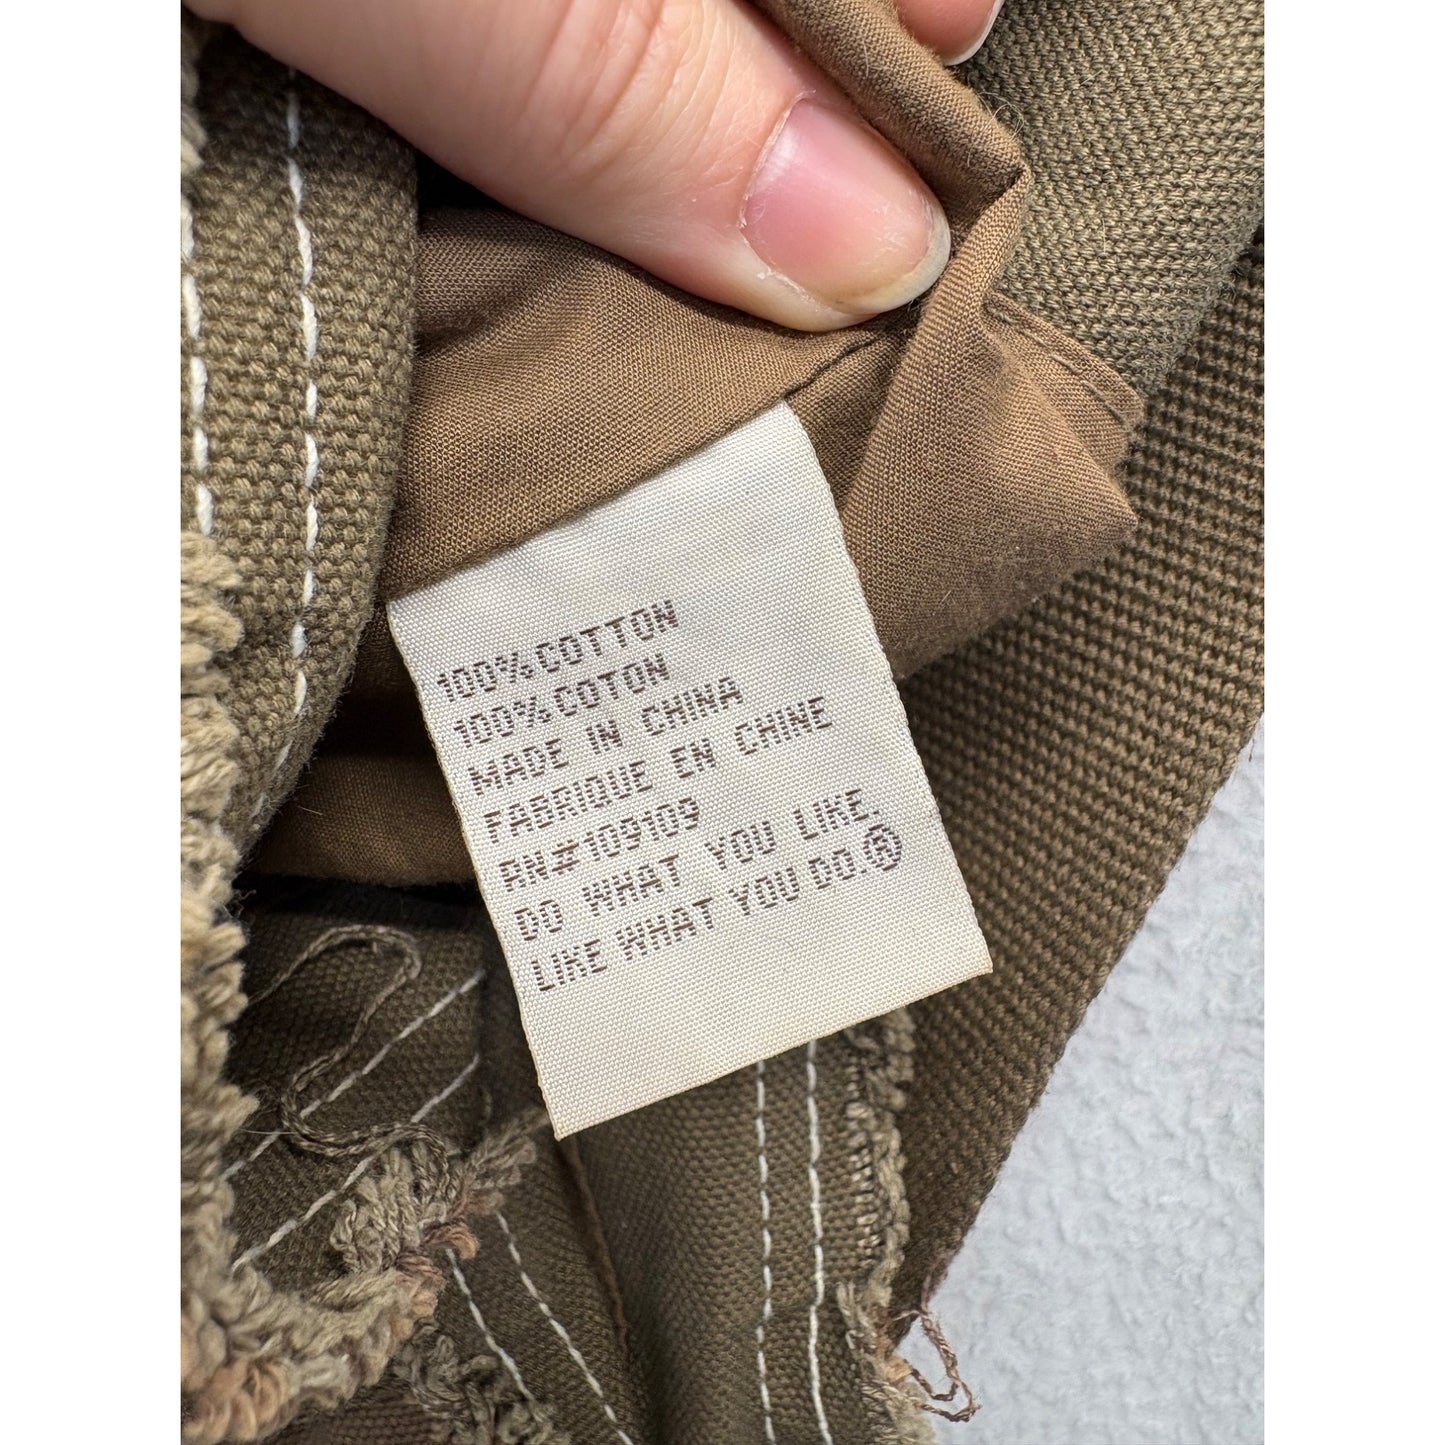 100% COTTON
100% COTON
MADE IN CHINA
FABRIQUE EN CHINE
RN#109109
DO WHAT YOU LIKE,
LIKE WHAT YOU DO.®